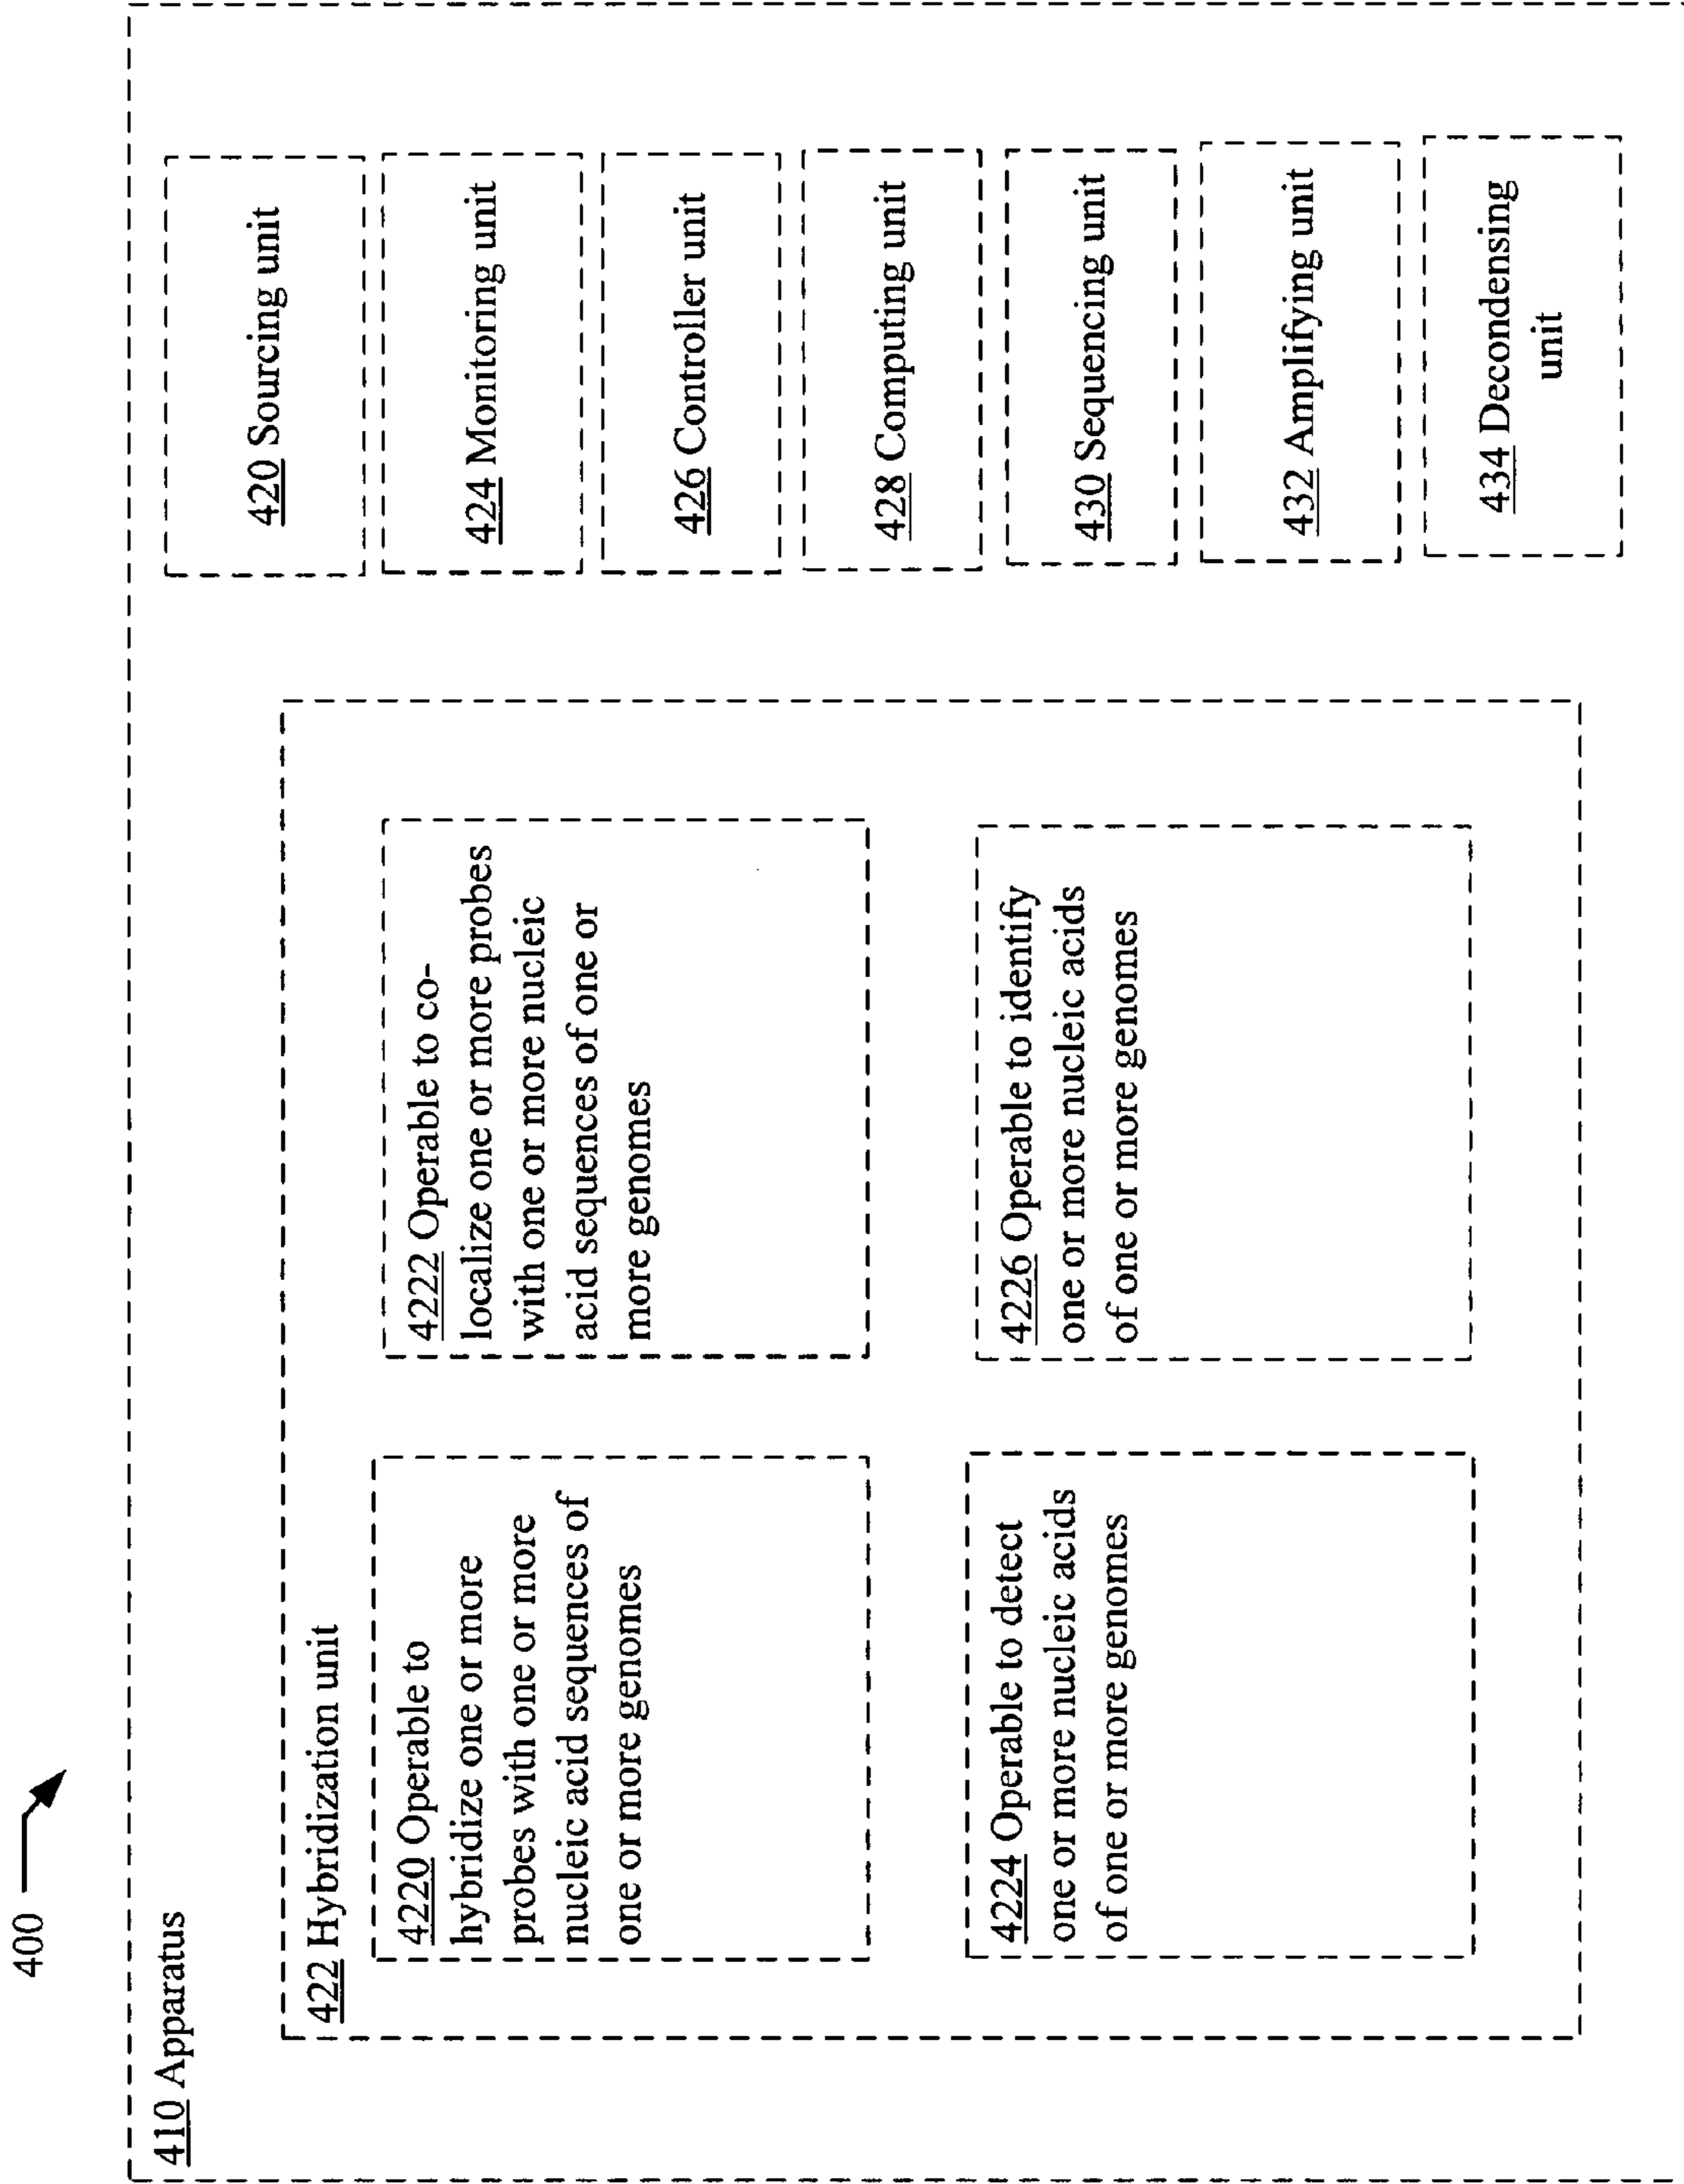 400
410 Apparatus
422 Hybridization unit
4220 Operable to
hybridize one or more
probes with one or more
nucleic acid sequences of
one or more genomes
4222 Operable to co-
localize one or more probes
with one or more nucleic
acid sequences of one or
more genomes
4224 Operable to detect
one or more nucleic acids
of one or more genomes
4226 Operable to identify
one or more nucleic acids
of one or more genomes
420 Sourcing unit
424 Monitoring unit
426 Controller unit
428 Computing unit
430 Sequencing unit
432 Amplifying unit
434 Decondensing
unit